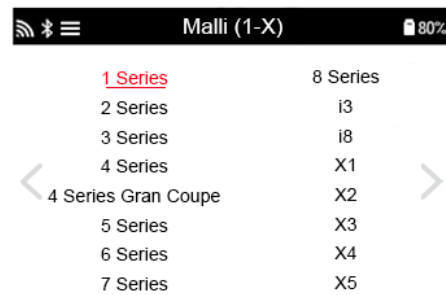 Malli (1-X)
80%
1 Series
8 Series
2 Series
i3
3 Series
i8
4 Series
X1
4 Series Gran Coupe
X2
5 Series
X3
6 Series
X4
7 Series
X5